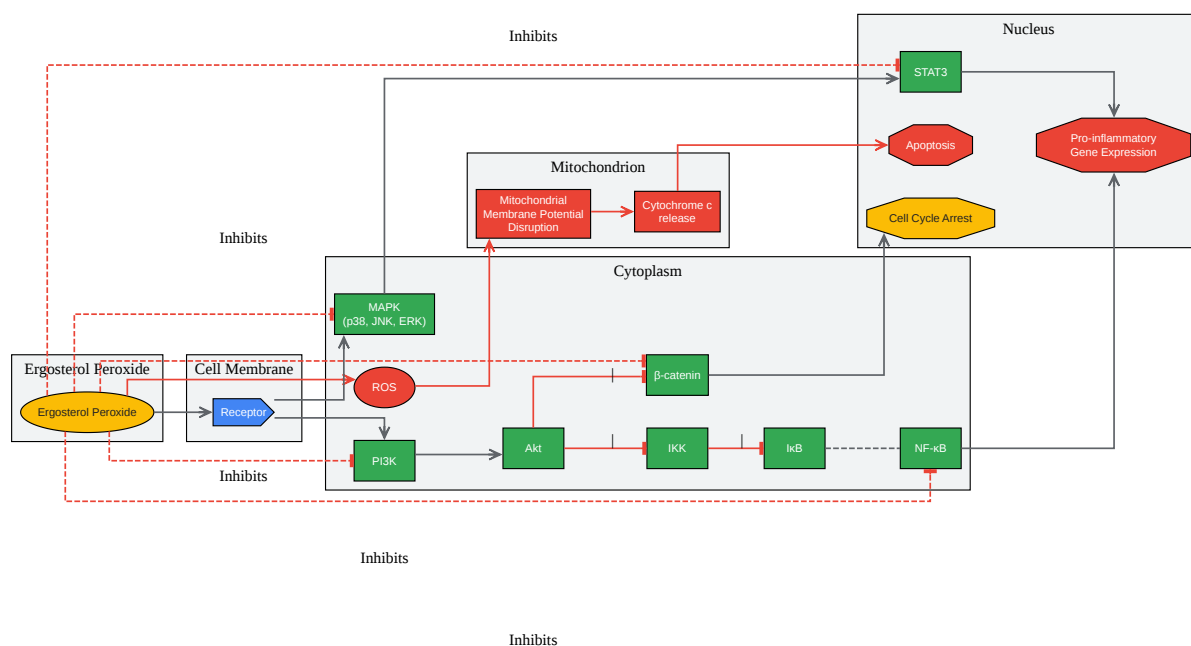 Inhibits
Nucleus
STAT3
Pro-inflammatory
Gene Expression
Apoptosis
Mitochondrion
Mitochondrial
Membrane Potential
Disruption
Cytochrome c
release
Cell Cycle Arrest
Inhibits
Cytoplasm
MAPK
(p38, JNK, ERK)
Ergosterol Peroxide
Cell Membrane
β-catenin
ROS
Ergosterol Peroxide
Receptor
PI3K
Akt
IKK
IκB
NF-κB
Inhibits
Inhibits
Inhibits